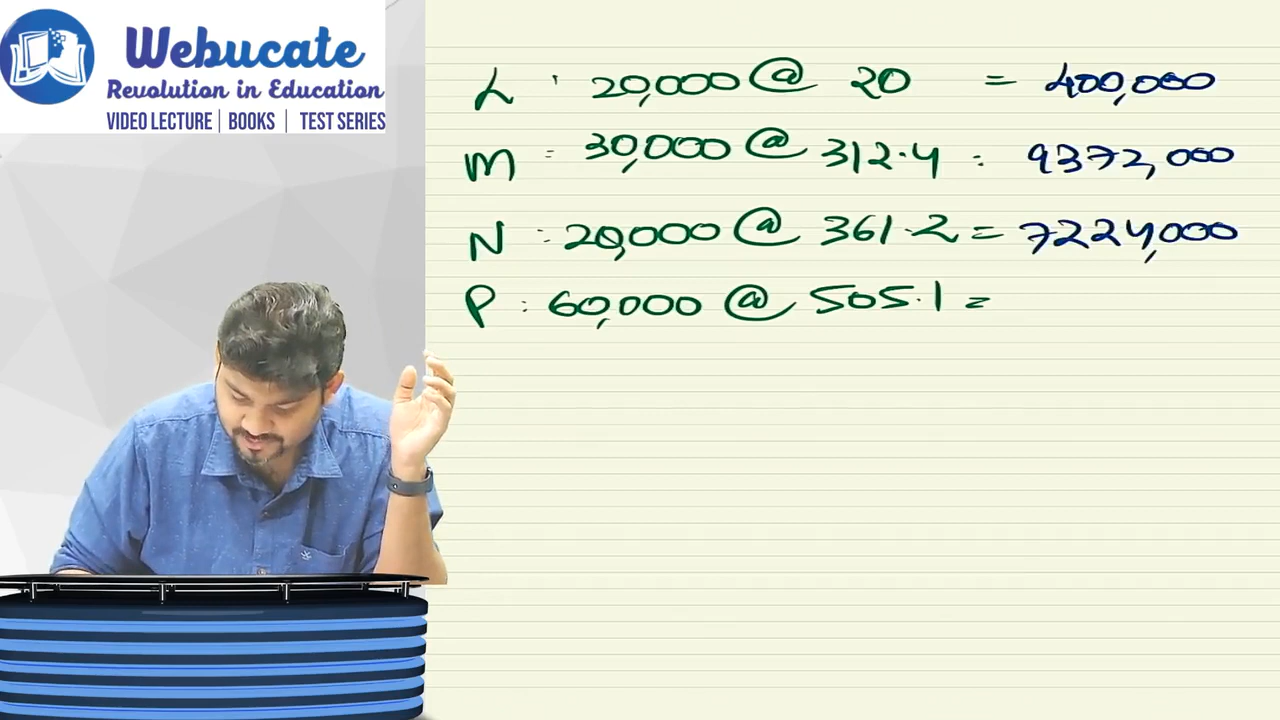 Webucate
Revolution in Education
VIDEO LECTURE | BOOKS | TEST SERIES
L : 20,000 @ 20 = 400,000
M = 30,000 @ 312.4 = 9372,000
N : 20,000 @ 361.2 = 7224,000
P : 60,000 @ 505.1 =